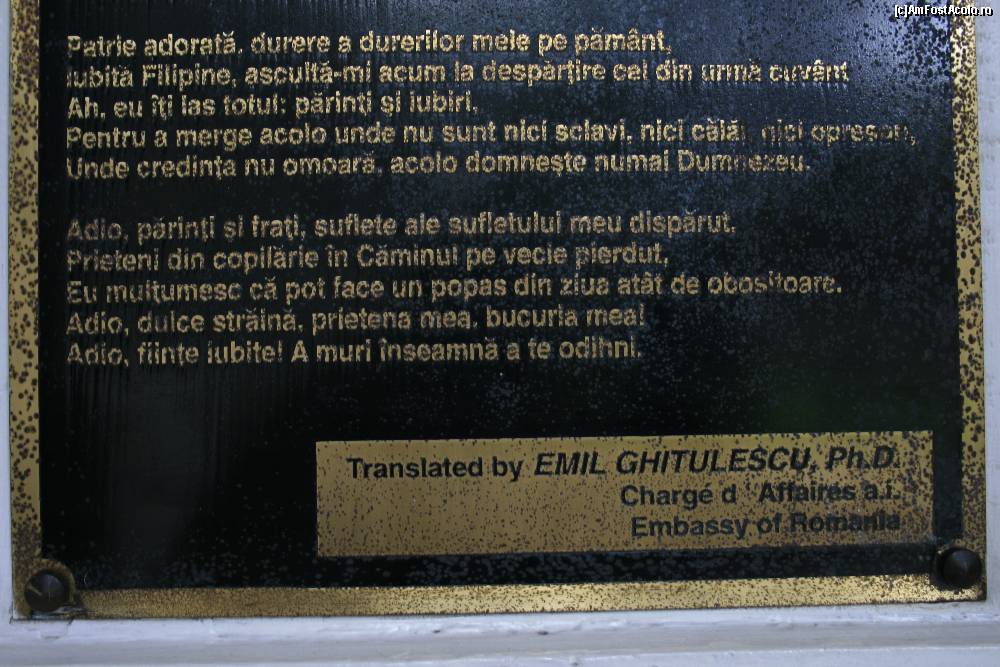 (c)AmFostAcolo.ro
Patrie adorată, durere a durerilor mele pe pământ,
Iubită Filipine, ascultă-mi acum la despărțire cel din urmă cuvânt
Ah, eu îți las totul: părinți și iubiri,
Pentru a merge acolo unde nu sunt nici sclavi, nici călăi, nici opresori,
Unde credința nu omoară, acolo domnește numai Dumnezeu.
Adio, părinți și frați, suflete ale sufletului meu dispărut,
Prieteni din copilărie în Căminul pe vecie pierdut,
Eu mulțumesc că pot face un popas din ziua atât de obositoare.
Adio, dulce străină, prietena mea, bucuria mea!
Adio, ființe iubite! A muri înseamnă a te odihni.
Translated by EMIL GHITULESCU, Ph.D.
Chargé d ' Affaires a.i.
Embassy of Romania